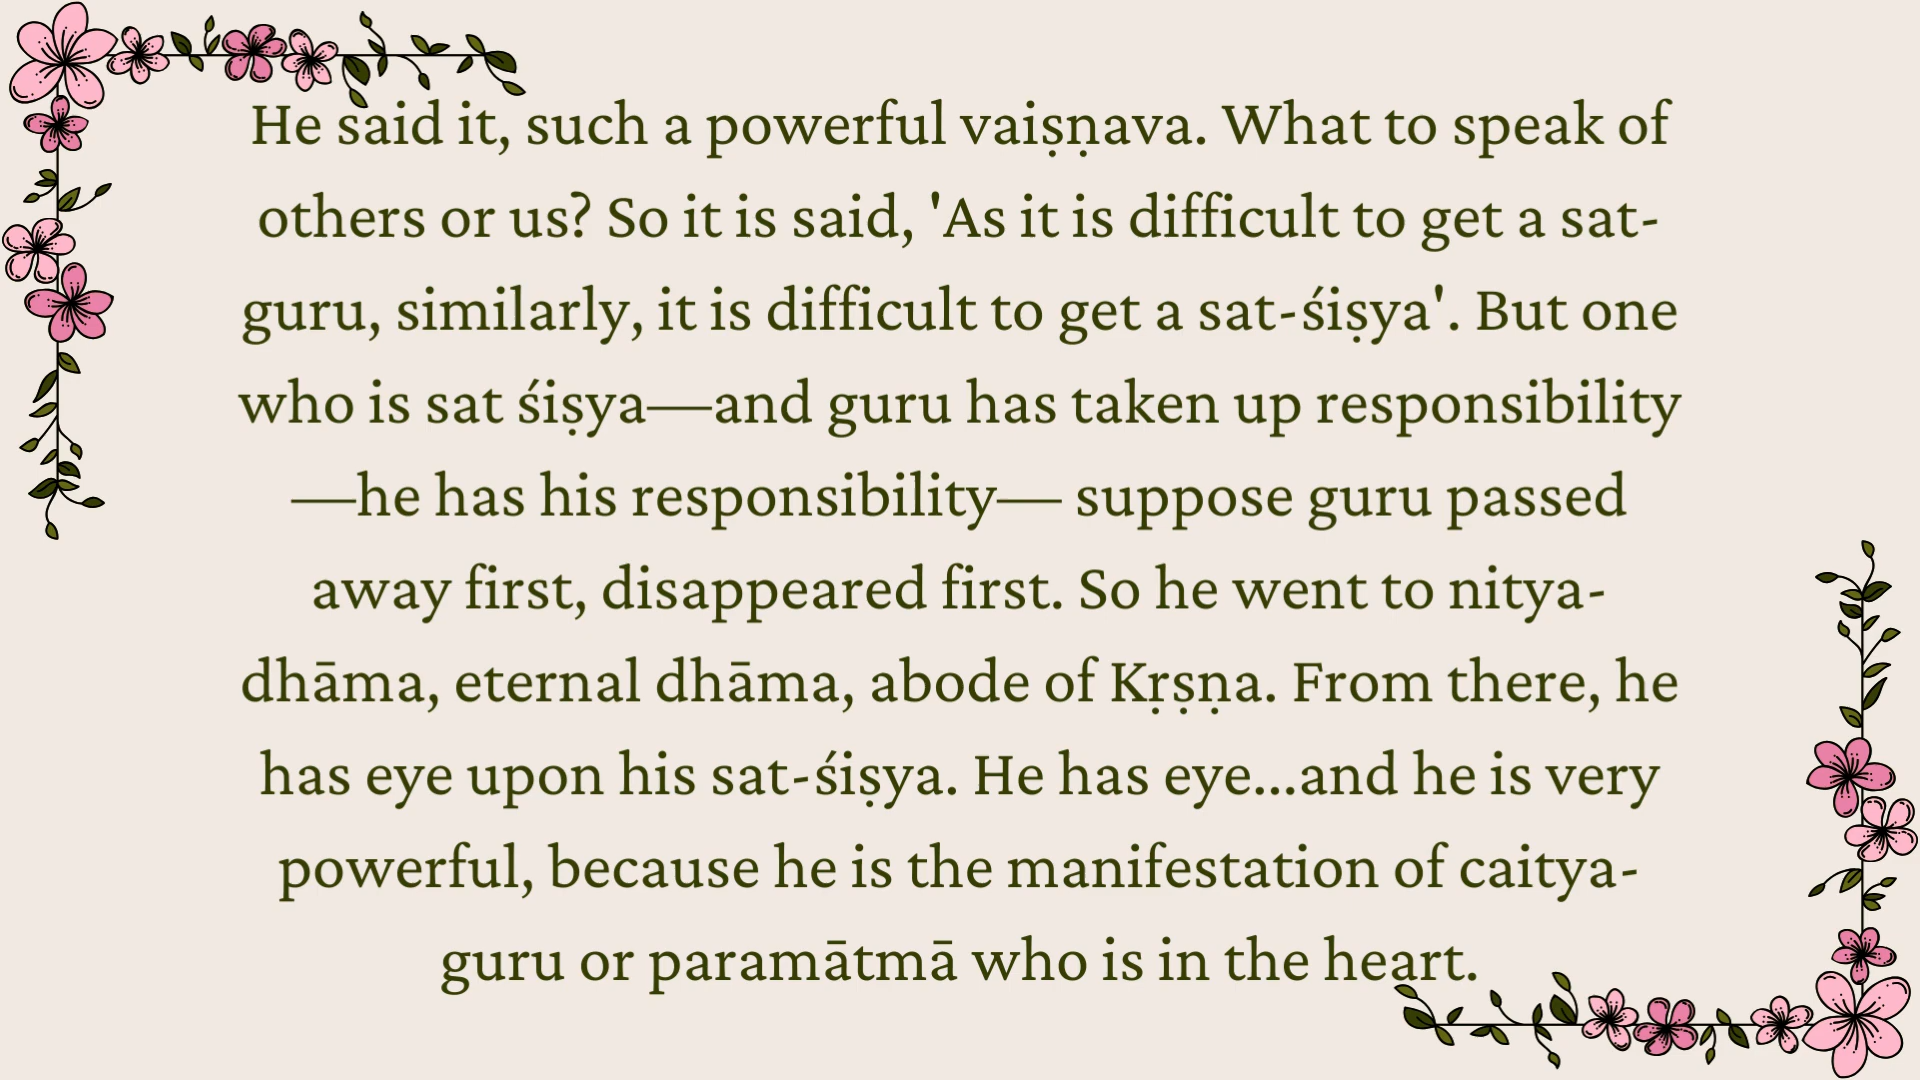 He said it, such a powerful vaiṣṇava. What to speak of
others or us? So it is said, 'As it is difficult to get a sat-
guru, similarly, it is difficult to get a sat-śiṣya'. But one
who is sat śiṣya—and guru has taken up responsibility
—he has his responsibility— suppose guru passed
away first, disappeared first. So he went to nitya-
dhāma, eternal dhāma, abode of Kṛṣṇa. From there, he
has eye upon his sat-śiṣya. He has eye...and he is very
powerful, because he is the manifestation of caitya-
guru or paramātmā who is in the heart.